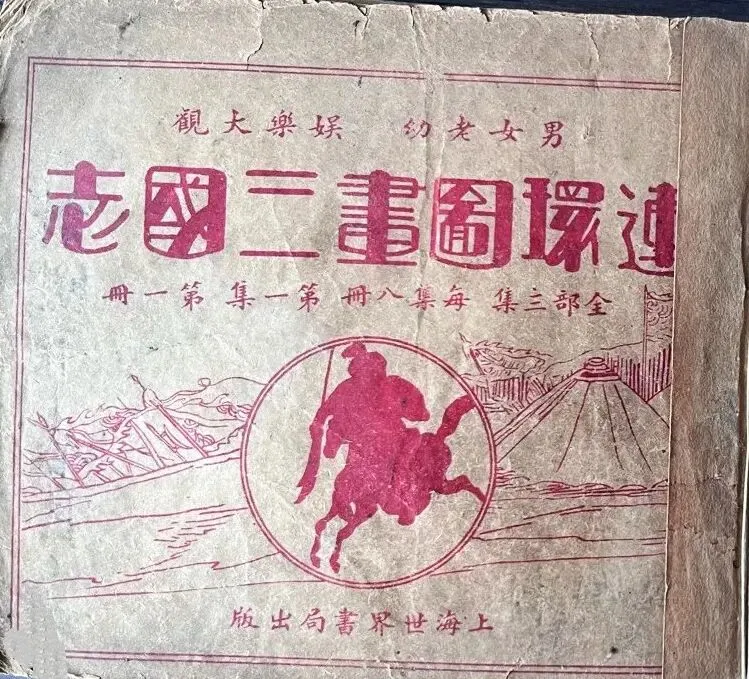 男女老幼 娛樂大觀
連環圖畫三國志
全部三集 每集八冊 第一集 第一冊
上海世界書局出版